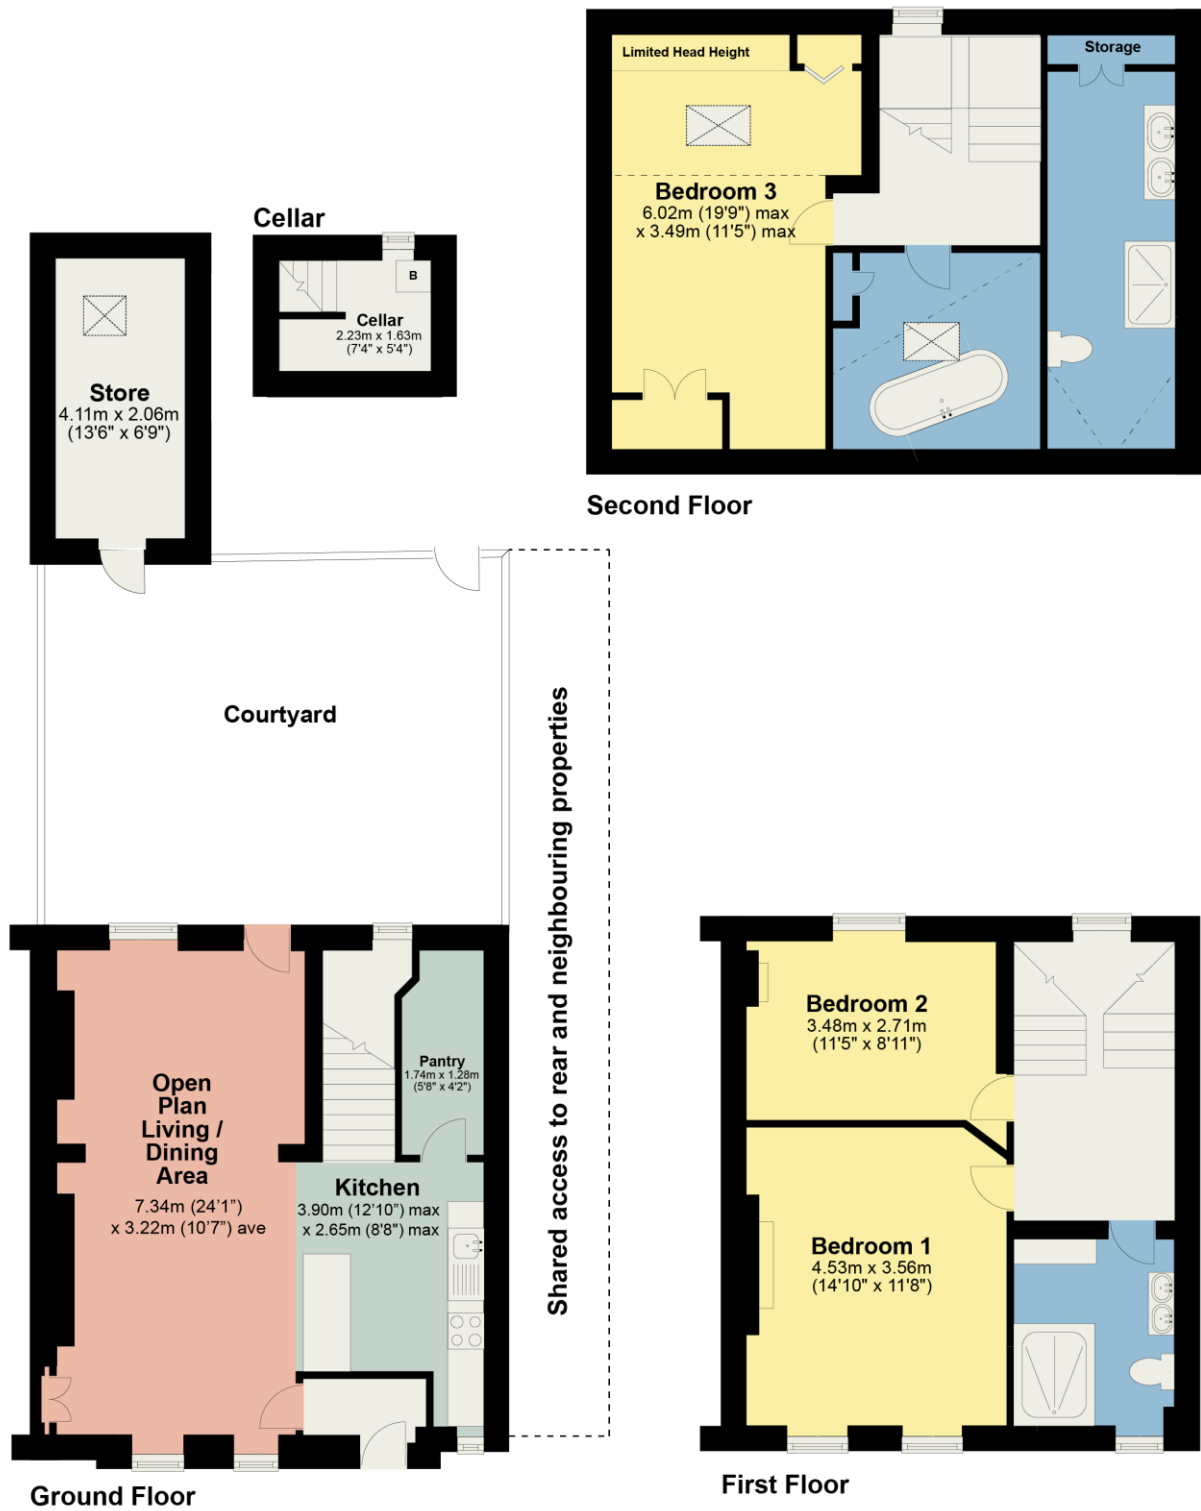 Limited Head Height
Storage
Bedroom 3
6.02m (19'9") max
x 3.49m (11'5") max
Second Floor
Cellar
B
Cellar
2.23m x 1.63m
(7'4" x 5'4")
Store
4.11m x 2.06m
(13'6" x 6'9")
Courtyard
Shared access to rear and neighbouring properties
Pantry
1.74m x 1.28m
(5'8" x 4'2")
Open
Plan
Living /
Dining
Area
7.34m (24’1”)
x 3.22m (10’7”) ave
Kitchen
3.90m (12’10”) max
x 2.65m (8’8”) max
Ground Floor
Bedroom 2
3.48m x 2.71m
(11'5" x 8'11")
Bedroom 1
4.53m x 3.56m
(14'10" x 11'8")
First Floor